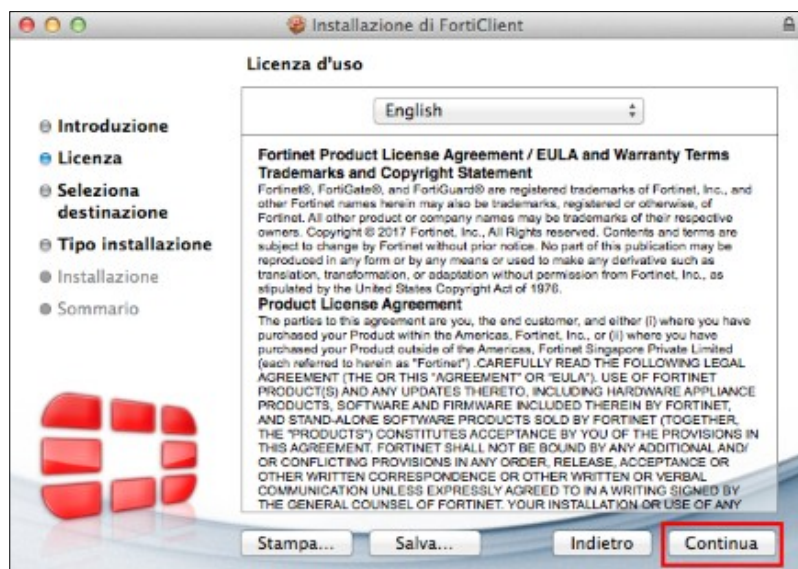 Installazione di FortiClient
Licenza d'uso
Introduzione
Licenza
Seleziona
destinazione
Tipo installazione
Installazione
Sommario
English
Fortinet Product License Agreement / EULA and Warranty Terms
Trademarks and Copyright Statement
Fortinet®, FortiGate®, and FortiGuard® are registered trademarks of Fortinet, Inc., and
other Fortinet names herein may also be trademarks, registered or otherwise, of
Fortinet. All other product or company names may be trademarks of their respective
owners. Copyright © 2017 Fortinet, Inc., All Rights reserved. Contents and terms are
subject to change by Fortinet without prior notice. No part of this publication may be
reproduced in any form or by any means or used to make any derivative such as
translation, transformation, or adaptation without permission from Fortinet, Inc., as
stipulated by the United States Copyright Act of 1976.
Product License Agreement
The parties to this agreement are you, the end customer, and either (i) where you have
purchased your Product within the Americas, Fortinet, Inc., or (ii) where you have
purchased your Product outside of the Americas, Fortinet Singapore Private Limited
(each referred to herein as "Fortinet") .CAREFULLY READ THE FOLLOWING LEGAL
AGREEMENT (THE OR THIS "AGREEMENT" OR "EULA"). USE OF FORTINET
PRODUCT(S) AND ANY UPDATES THERETO, INCLUDING HARDWARE APPLIANCE
PRODUCTS, SOFTWARE AND FIRMWARE INCLUDED THEREIN BY FORTINET,
AND STAND-ALONE SOFTWARE PRODUCTS SOLD BY FORTINET (TOGETHER,
THE "PRODUCTS") CONSTITUTES ACCEPTANCE BY YOU OF THE PROVISIONS IN
THIS AGREEMENT. FORTINET SHALL NOT BE BOUND BY ANY ADDITIONAL AND/
OR CONFLICTING PROVISIONS IN ANY ORDER, RELEASE, ACCEPTANCE OR
OTHER WRITTEN CORRESPONDENCE OR OTHER WRITTEN OR VERBAL
COMMUNICATION UNLESS EXPRESSLY AGREED TO IN A WRITING SIGNED BY
THE GENERAL COUNSEL OF FORTINET. YOUR INSTALLATION OR USE OF ANY
Stampa...
Salva...
Indietro
Continua